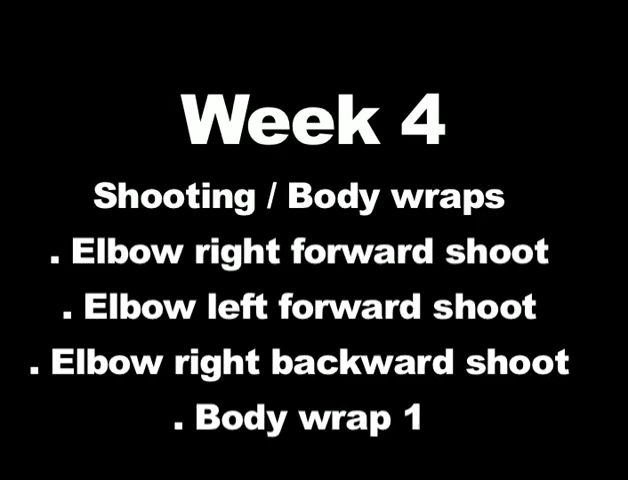 Week 4
Shooting / Body wraps
. Elbow right forward shoot
. Elbow left forward shoot
. Elbow right backward shoot
. Body wrap 1